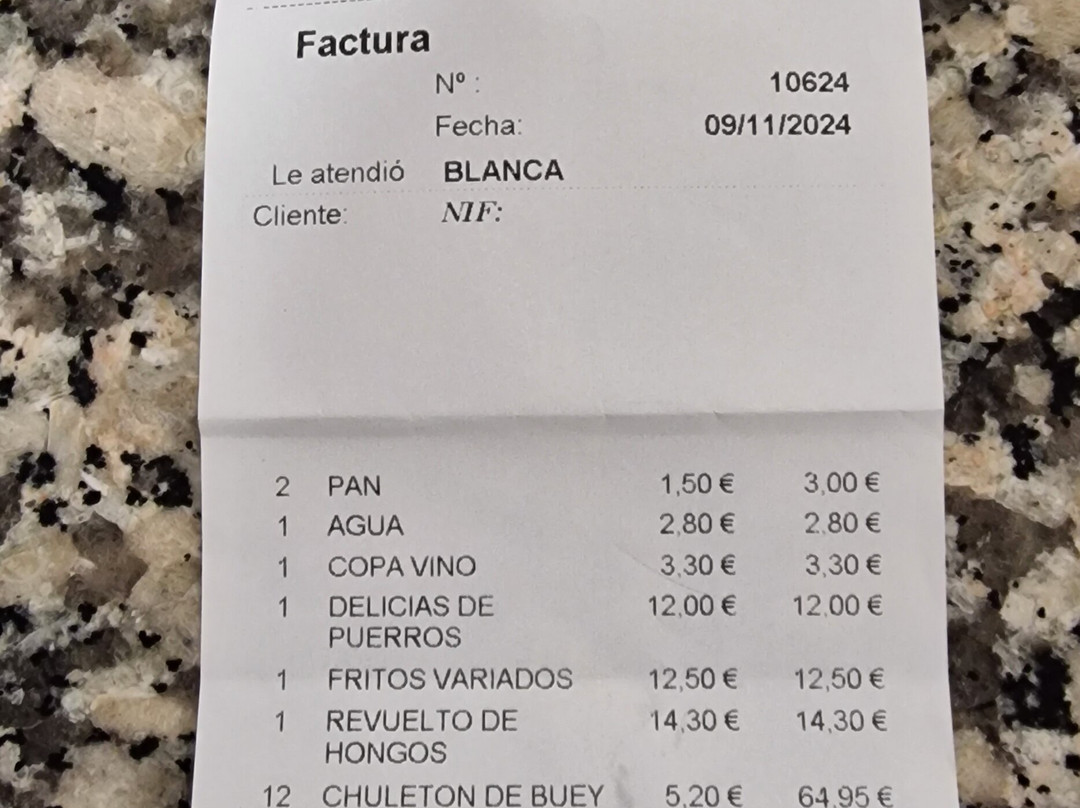 Factura
Nº : 10624
Fecha: 09/11/2024
Le atendió BLANCA
Cliente: NIF:
2 PAN 1,50 € 3,00 €
1 AGUA 2,80 € 2,80 €
1 COPA VINO 3,30 € 3,30 €
1 DELICIAS DE 12,00 € 12,00 €
PUERROS
1 FRITOS VARIADOS 12,50 € 12,50 €
1 REVUELTO DE 14,30 € 14,30 €
HONGOS
12 CHULETON DE BUEY 5,20 € 64,95 €